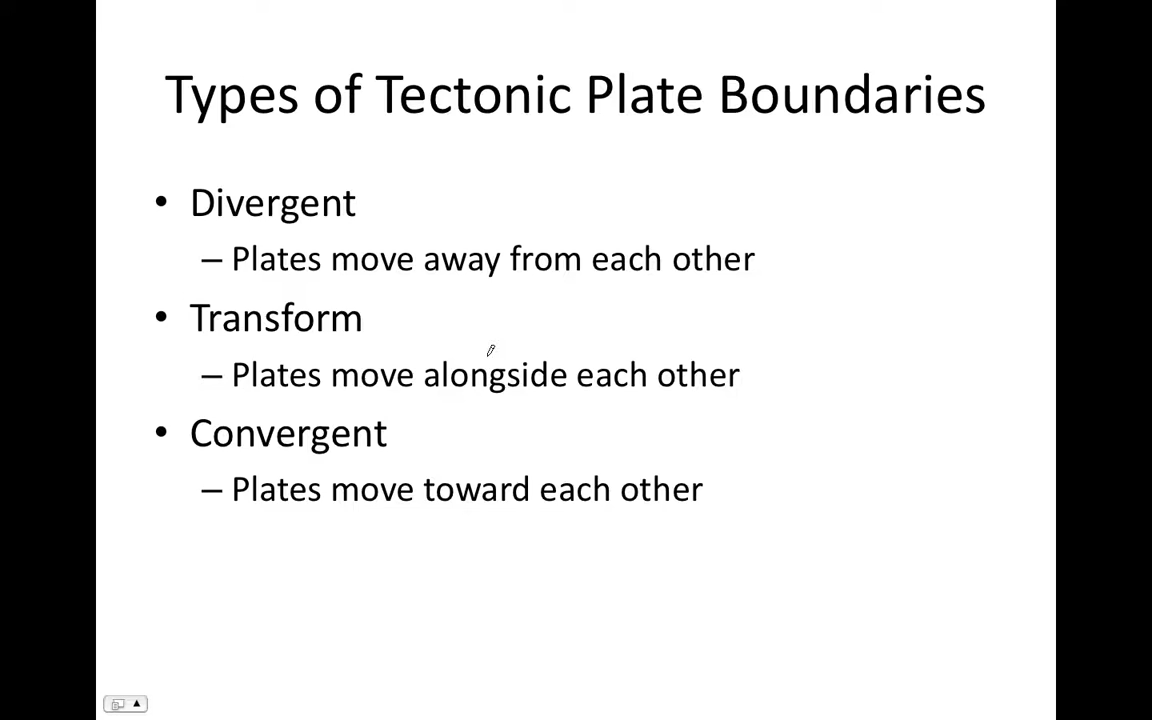 Types of Tectonic Plate Boundaries
• Divergent
– Plates move away from each other
• Transform
– Plates move alongside each other
• Convergent
– Plates move toward each other